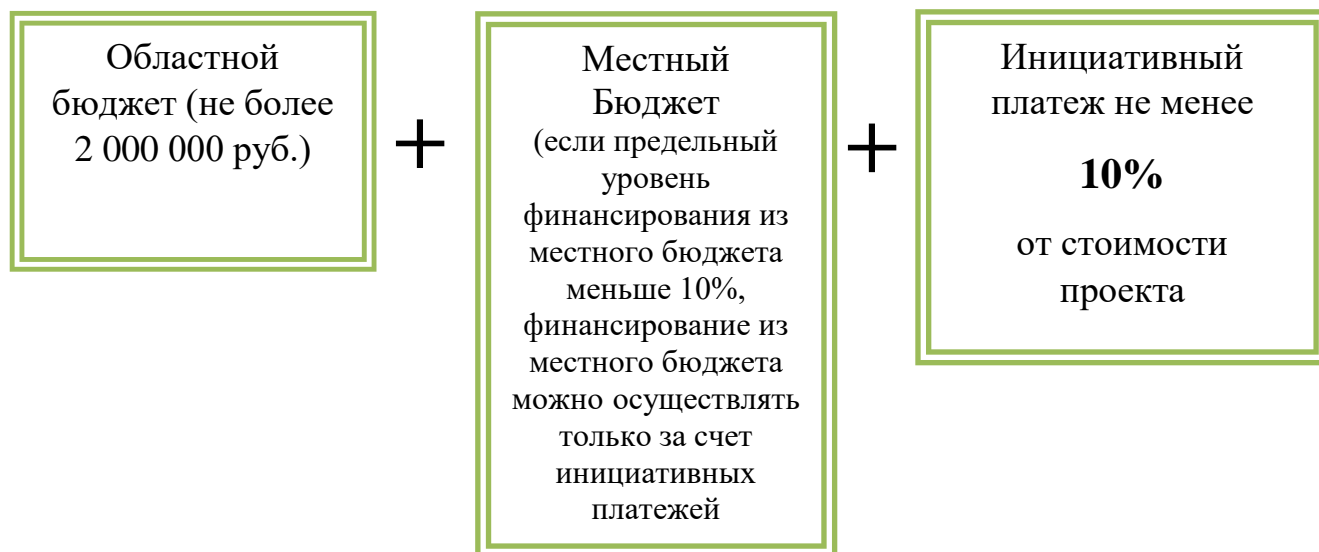 Областной
бюджет (не более
2 000 000 руб.)
+
Местный
Бюджет
(если предельный
уровень
финансирования из
местного бюджета
меньше 10%,
финансирование из
местного бюджета
можно осуществлять
только за счет
инициативных
платежей
+
Инициативный
платеж не менее
10%
от стоимости
проекта